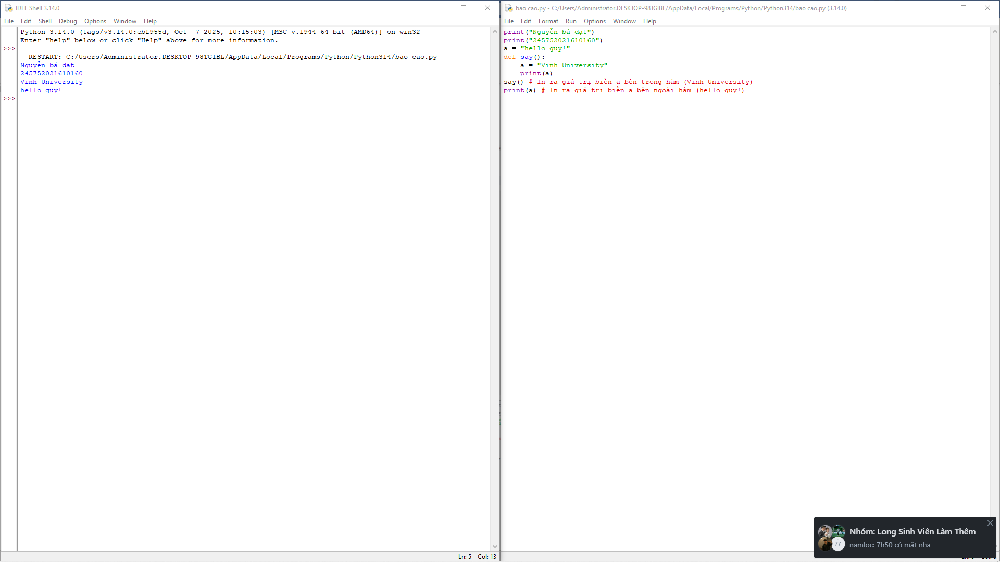 IDLE Shell 3.14.0
File Edit Shell Debug Options Window Help
Python 3.14.0 (tags/v3.14.0:ebf955d, Oct  7 2025, 10:15:03) [MSC v.1944 64 bit (AMD64)] on win32
Enter "help" below or click "Help" above for more information.
>>>
= RESTART: C:/Users/Administrator.DESKTOP-98TGIBL/AppData/Local/Programs/Python/Python314/bao cao.py
Nguyễn bá đạt
245752021610160
Vinh University
hello guy!
>>>
Ln: 5 Col: 13
bao cao.py - C:/Users/Administrator.DESKTOP-98TGIBL/AppData/Local/Programs/Python/Python314/bao cao.py (3.14.0)
File Edit Format Run Options Window Help
print("Nguyễn bá đạt")
print("245752021610160")
a = "hello guy!"
def say():
    a = "Vinh University"
    print(a)
say() # In ra giá trị biến a bên trong hàm (Vinh University)
print(a) # In ra giá trị biến a bên ngoài hàm (hello guy!)
Nhóm: Long Sinh Viên Làm Thêm
77
namloc: 7h50 có mặt nha